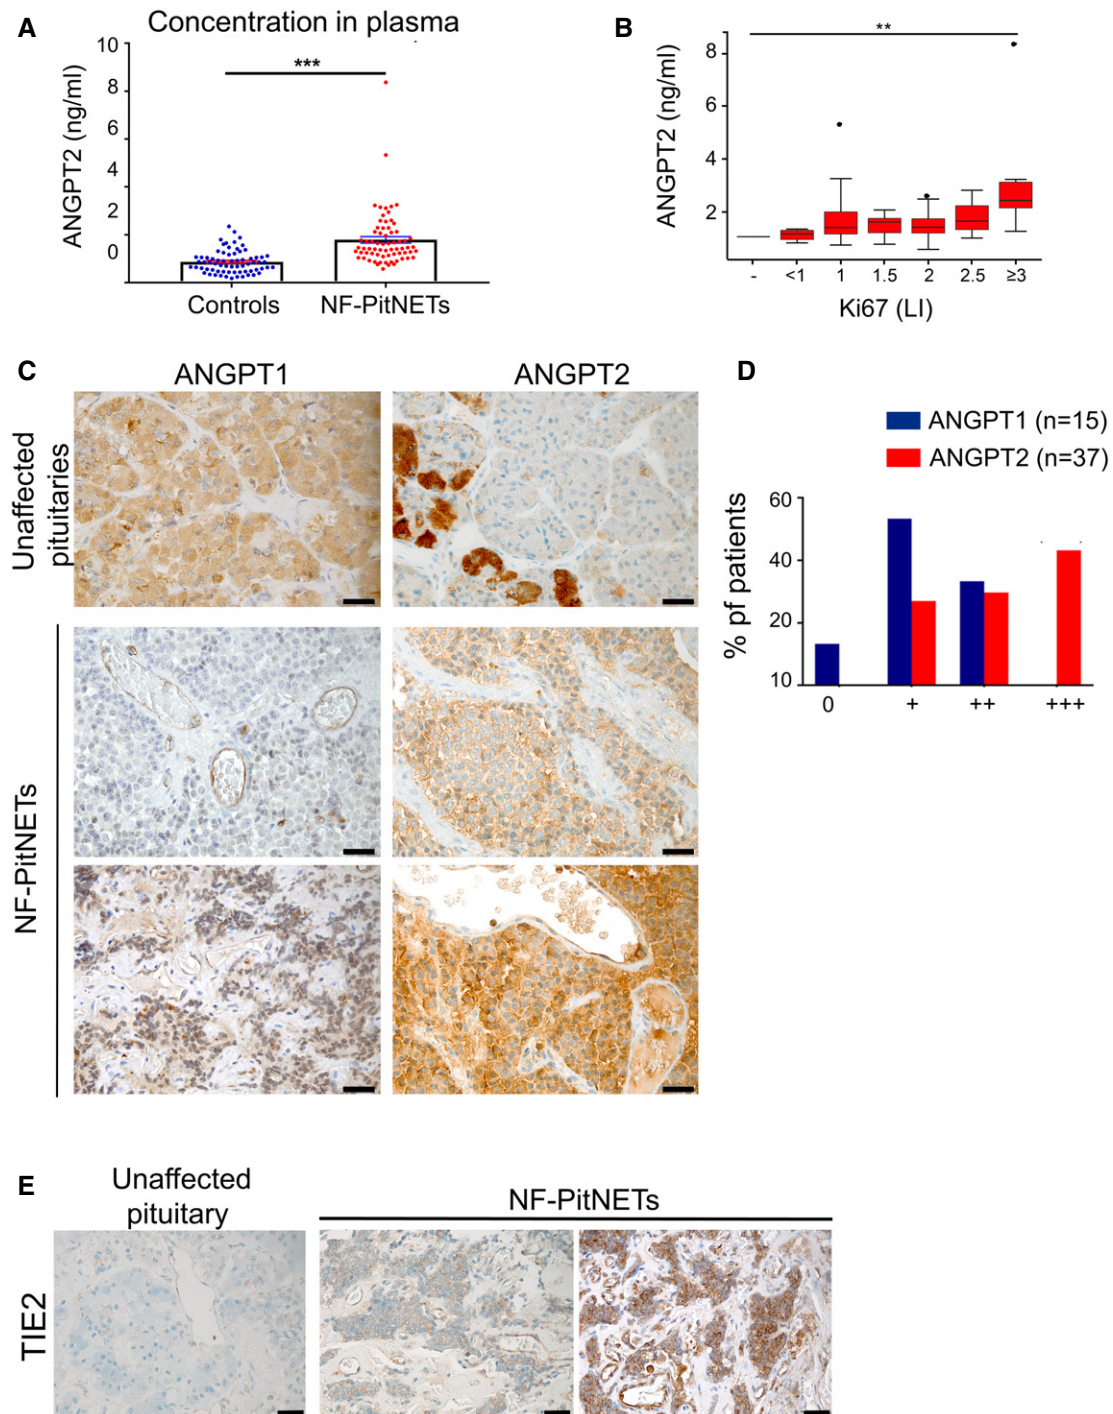 A
Concentration in plasma
ANGPT2 (ng/ml)
10
8
6
4
2
0
***
Controls
NF-PitNETs
B
ANGPT2 (ng/ml)
8
6
4
2
**
-
<1
1
1.5
2
2.5
≥3
Ki67 (LI)
C
ANGPT1
ANGPT2
Unaffected
pituitaries
NF-PitNETs
D
ANGPT1 (n=15)
ANGPT2 (n=37)
% pf patients
60
40
20
10
0
+
++
+++
E
Unaffected
pituitary
NF-PitNETs
TIE2